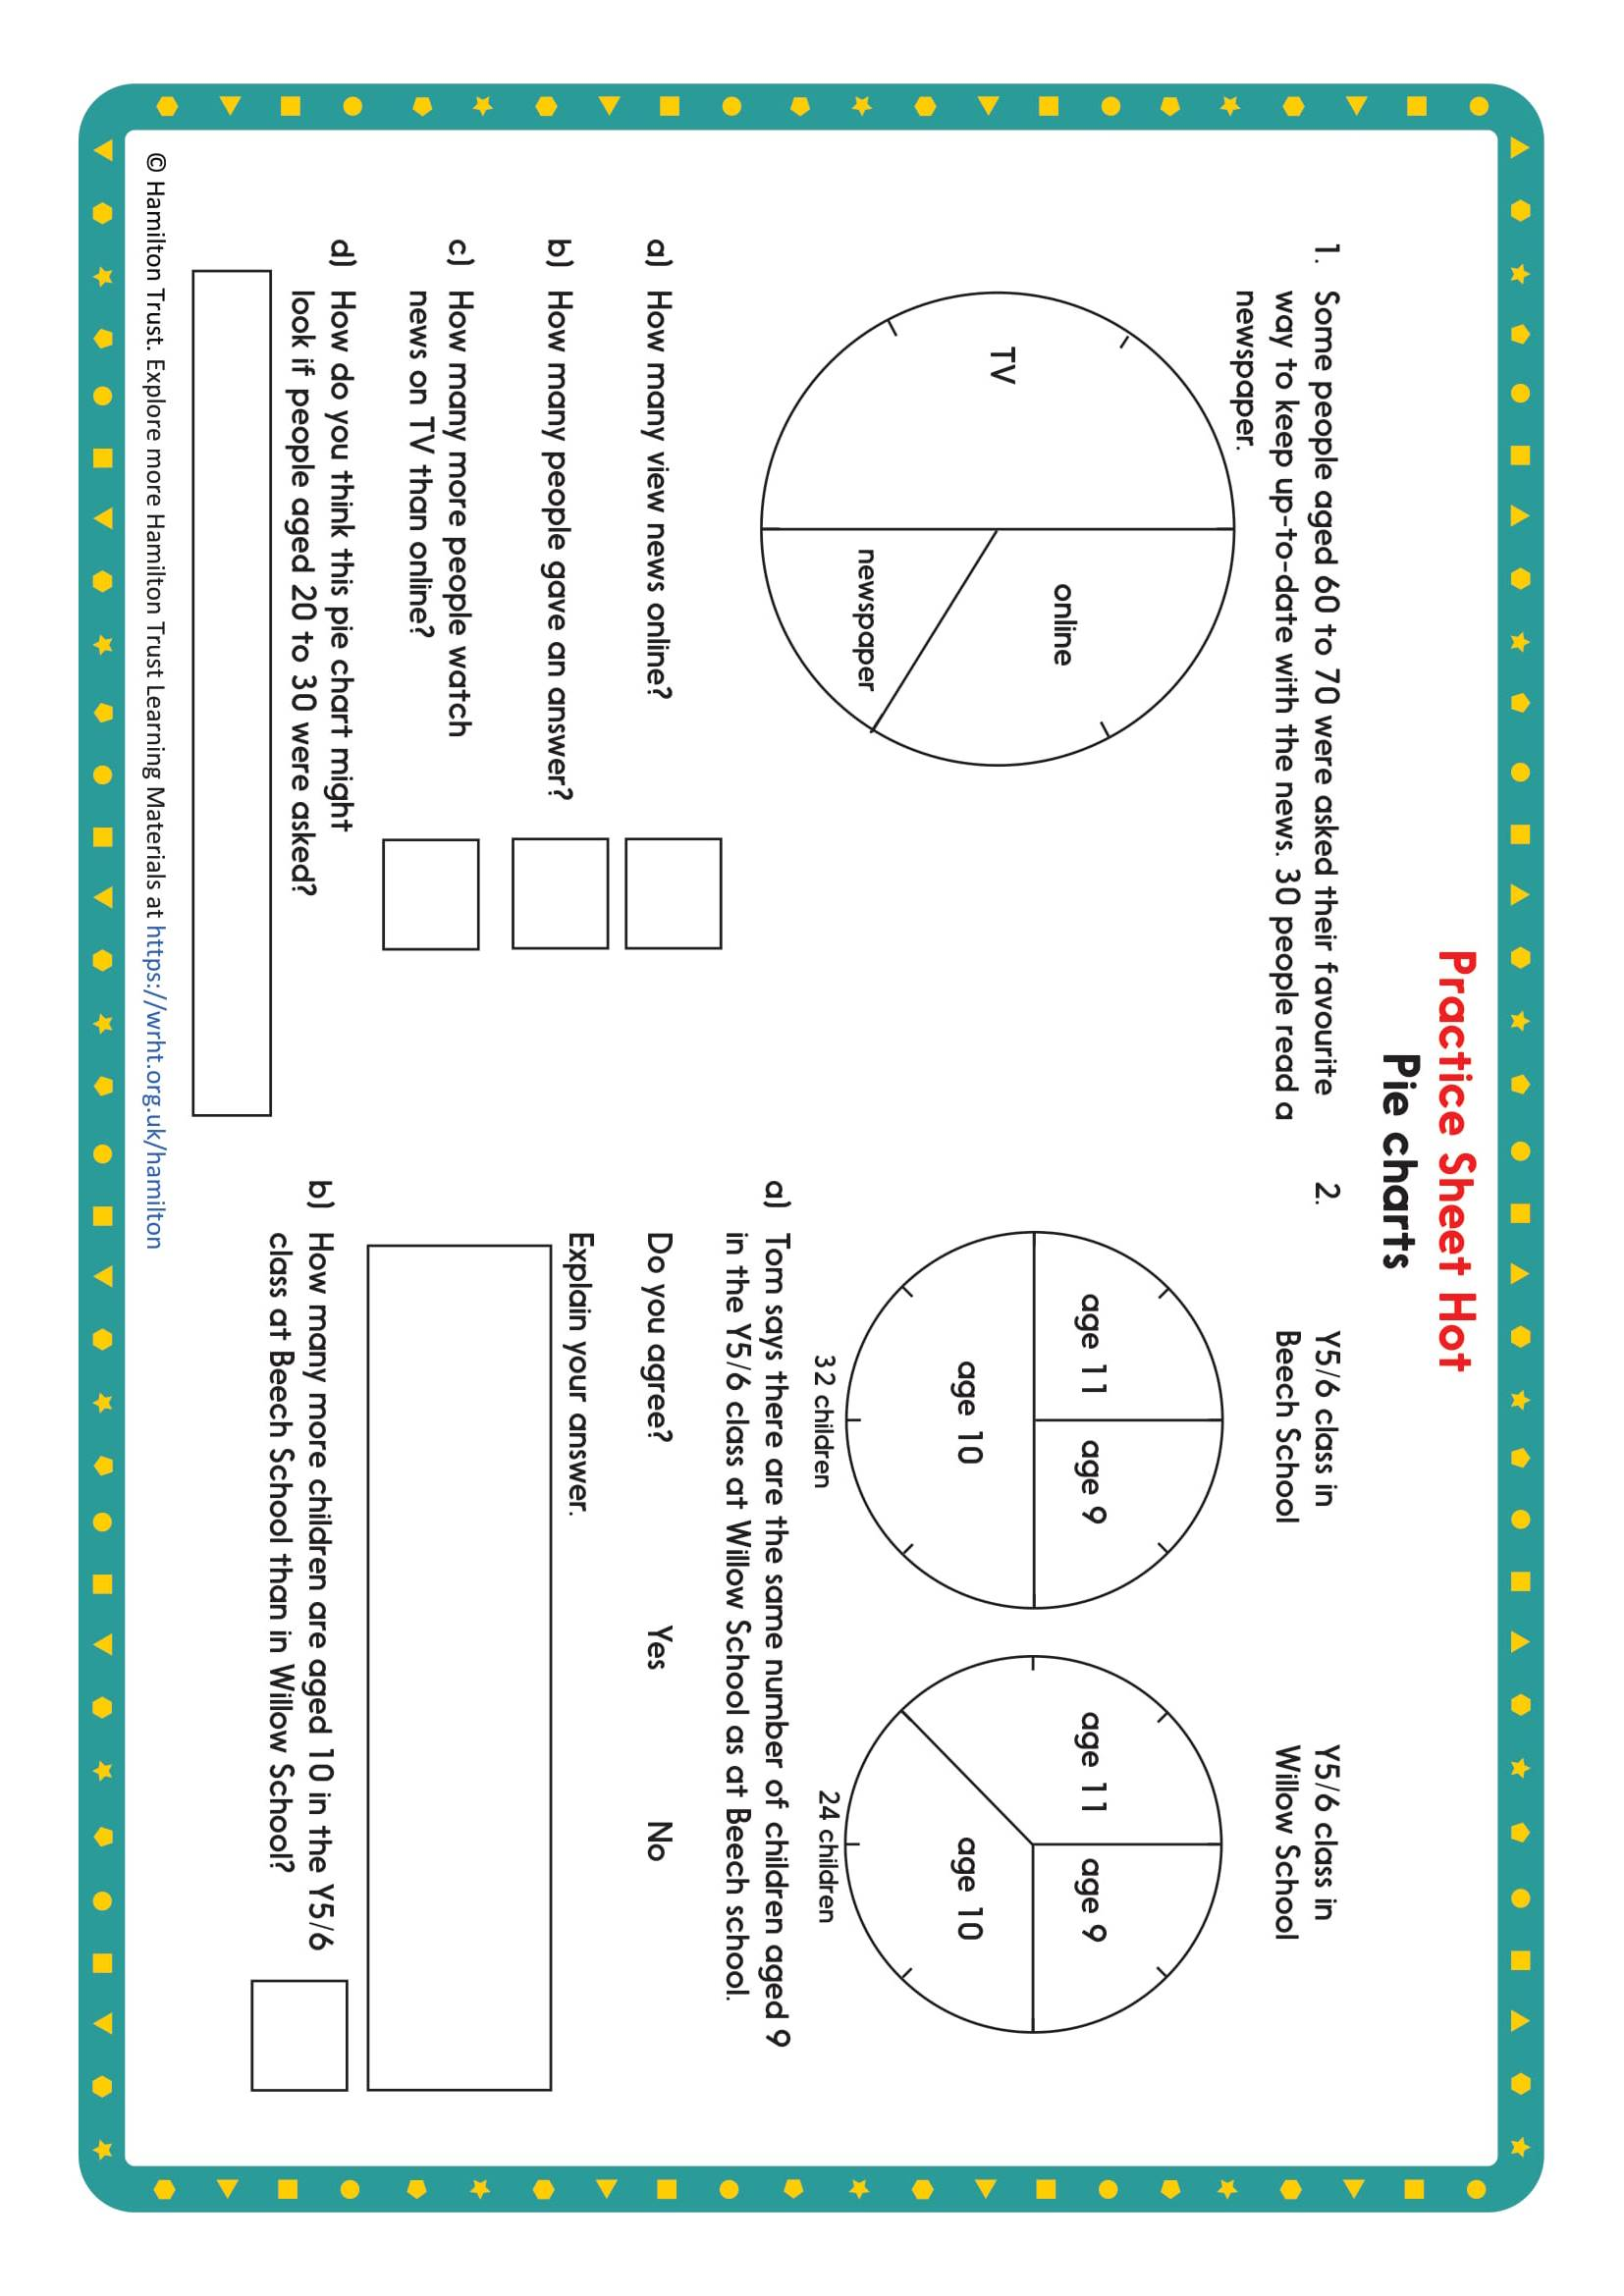 Practice Sheet Hot
Pie charts
1. Some people aged 60 to 70 were asked their favourite
way to keep up-to-date with the news. 30 people read a
newspaper.
TV
online
newspaper
a) How many view news online?
b) How many people gave an answer?
c) How many more people watch
news on TV than online?
d) How do you think this pie chart might
look if people aged 20 to 30 were asked?
2.
Y5/6 class in
Beech School
age 11
age 9
age 10
32 children
Y5/6 class in
Willow School
age 11
age 9
age 10
24 children
a) Tom says there are the same number of children aged 9
in the Y5/6 class at Willow School as at Beech school.
Do you agree? Yes No
Explain your answer.
b) How many more children are aged 10 in the Y5/6
class at Beech School than in Willow School?
© Hamilton Trust. Explore more Hamilton Trust Learning Materials at https://wrht.org.uk/hamilton